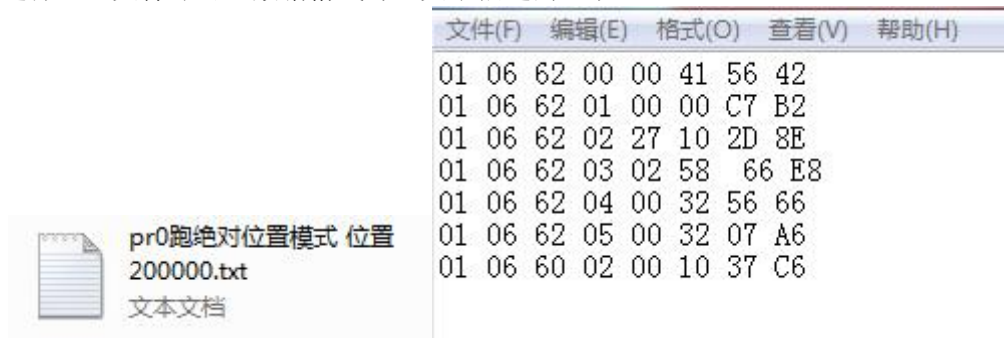 文件(F) 编辑(E) 格式(O) 查看(V) 帮助(H)
01 06 62 00 00 41 56 42
01 06 62 01 00 00 C7 B2
01 06 62 02 27 10 2D 8E
01 06 62 03 02 58 66 E8
01 06 62 04 00 32 56 66
01 06 62 05 00 32 07 A6
01 06 60 02 00 10 37 C6
pr0跑绝对位置模式 位置
200000.txt
文本文档